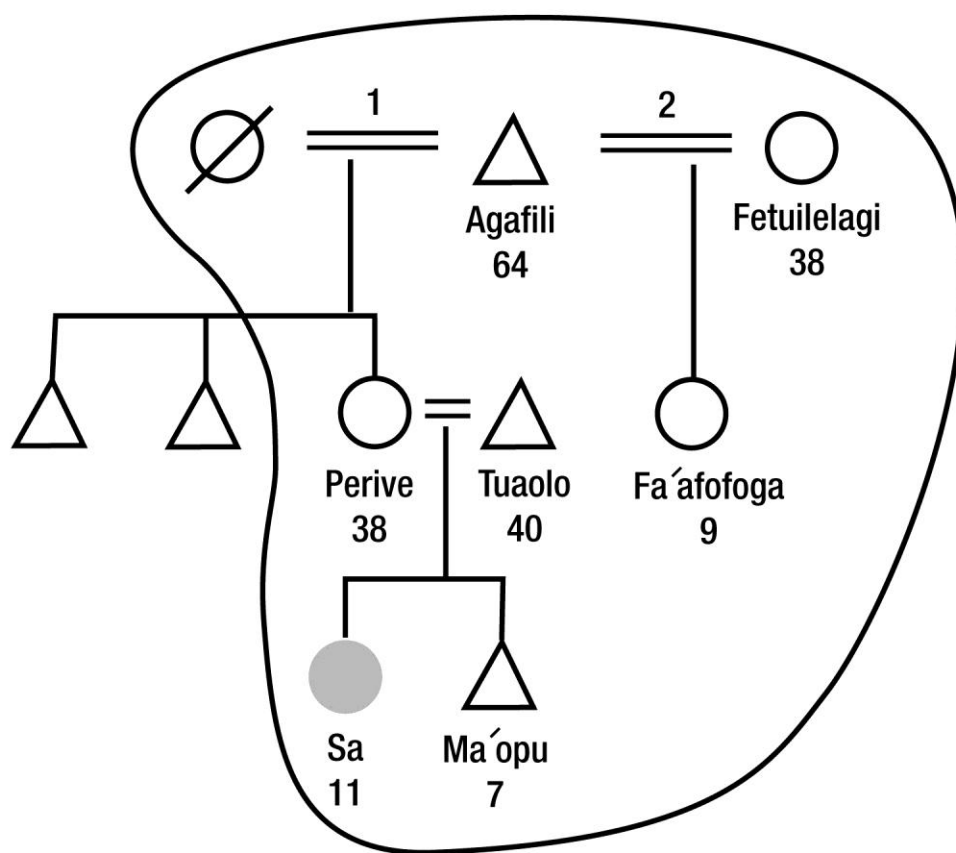 1
2
Agafili
64
Fetuilelagi
38
Perive
38
Tuaolo
40
Fa´afofoga
9
Sa
11
Ma´opu
7